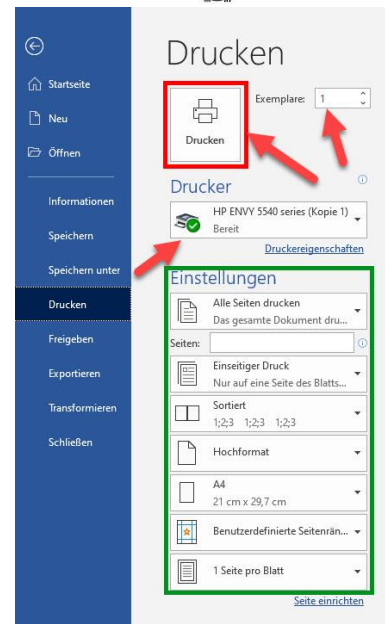 Drucken
Startseite
Neu
Öffnen
Informationen
Speichern
Speichern unter
Drucken
Freigeben
Exportieren
Transformieren
Schließen
Exemplare: 1
Drucken
Drucker
HP ENVY 5540 series (Kopie 1)
Bereit
Druckereigenschaften
Einstellungen
Alle Seiten drucken
Das gesamte Dokument dru...
Seiten:
Einseitiger Druck
Nur auf eine Seite des Blatts...
Sortiert
1;2;3 1;2;3 1;2;3
Hochformat
A4
21 cm x 29,7 cm
Benutzerdefinierte Seitenrän...
1 Seite pro Blatt
Seite einrichten